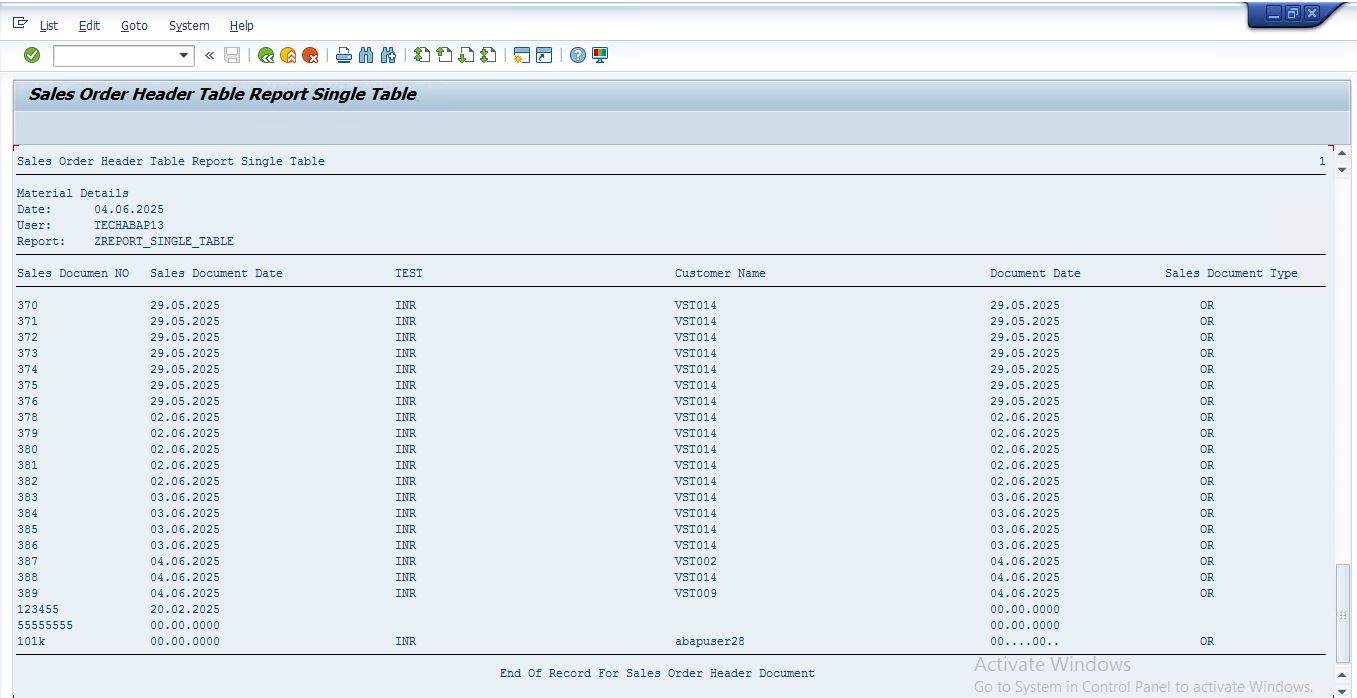 List Edit Goto System Help
Sales Order Header Table Report Single Table
Sales Order Header Table Report Single Table 1
Material Details
Date: 04.06.2025
User: TECHABAP13
Report: ZREPORT_SINGLE_TABLE
Sales Documen NO Sales Document Date TEST Customer Name Document Date Sales Document Type
370 29.05.2025 INR VST014 29.05.2025 OR
371 29.05.2025 INR VST014 29.05.2025 OR
372 29.05.2025 INR VST014 29.05.2025 OR
373 29.05.2025 INR VST014 29.05.2025 OR
374 29.05.2025 INR VST014 29.05.2025 OR
375 29.05.2025 INR VST014 29.05.2025 OR
376 29.05.2025 INR VST014 29.05.2025 OR
378 02.06.2025 INR VST014 02.06.2025 OR
379 02.06.2025 INR VST014 02.06.2025 OR
380 02.06.2025 INR VST014 02.06.2025 OR
381 02.06.2025 INR VST014 02.06.2025 OR
382 02.06.2025 INR VST014 02.06.2025 OR
383 03.06.2025 INR VST014 03.06.2025 OR
384 03.06.2025 INR VST014 03.06.2025 OR
385 03.06.2025 INR VST014 03.06.2025 OR
386 03.06.2025 INR VST014 03.06.2025 OR
387 04.06.2025 INR VST002 04.06.2025 OR
388 04.06.2025 INR VST014 04.06.2025 OR
389 04.06.2025 INR VST009 04.06.2025 OR
123455 20.02.2025 00.00.0000
55555555 00.00.0000 00.00.0000
101k 00.00.0000 INR abapuser28 00....00.. OR
End Of Record For Sales Order Header Document
Activate Windows
Go to System in Control Panel to activate Windows.